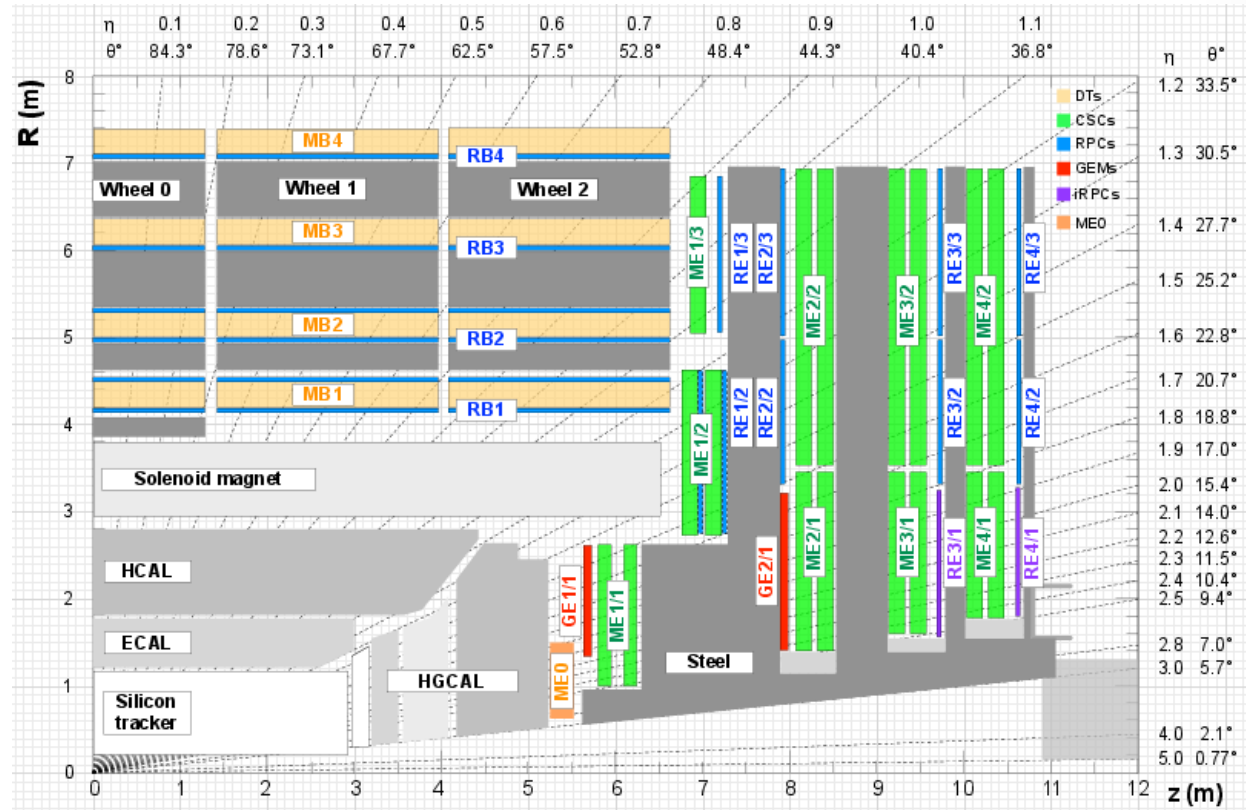 η 0.1 0.2 0.3 0.4 0.5 0.6 0.7 0.8 0.9 1.0 1.1
θ° 84.3° 78.6° 73.1° 67.7° 62.5° 57.5° 52.8° 48.4° 44.3° 40.4° 36.8° η θ°
R (m)
8
7
6
5
4
3
2
1
0
1.2 33.5°
1.3 30.5°
1.4 27.7°
1.5 25.2°
1.6 22.8°
1.7 20.7°
1.8 18.8°
1.9 17.0°
2.0 15.4°
2.1 14.0°
2.2 12.6°
2.3 11.5°
2.4 10.4°
2.5 9.4°
2.8 7.0°
3.0 5.7°
4.0 2.1°
5.0 0.77°
DTs
CSCs
RPCs
GEMs
iRPCs
ME0
MB4
RB4
Wheel 0
Wheel 1
Wheel 2
MB3
RB3
MB2
RB2
MB1
RB1
Solenoid magnet
HCAL
ECAL
Silicon
tracker
HGCAL
Steel
ME0
GE1/1
ME1/1
ME1/2
ME1/3
RE1/3
RE2/3
RE1/2
RE2/2
GE2/1
ME2/2
ME2/1
ME3/2
ME3/1
RE3/3
RE3/2
RE3/1
ME4/2
ME4/1
RE4/3
RE4/2
RE4/1
0 1 2 3 4 5 6 7 8 9 10 11 12
z (m)